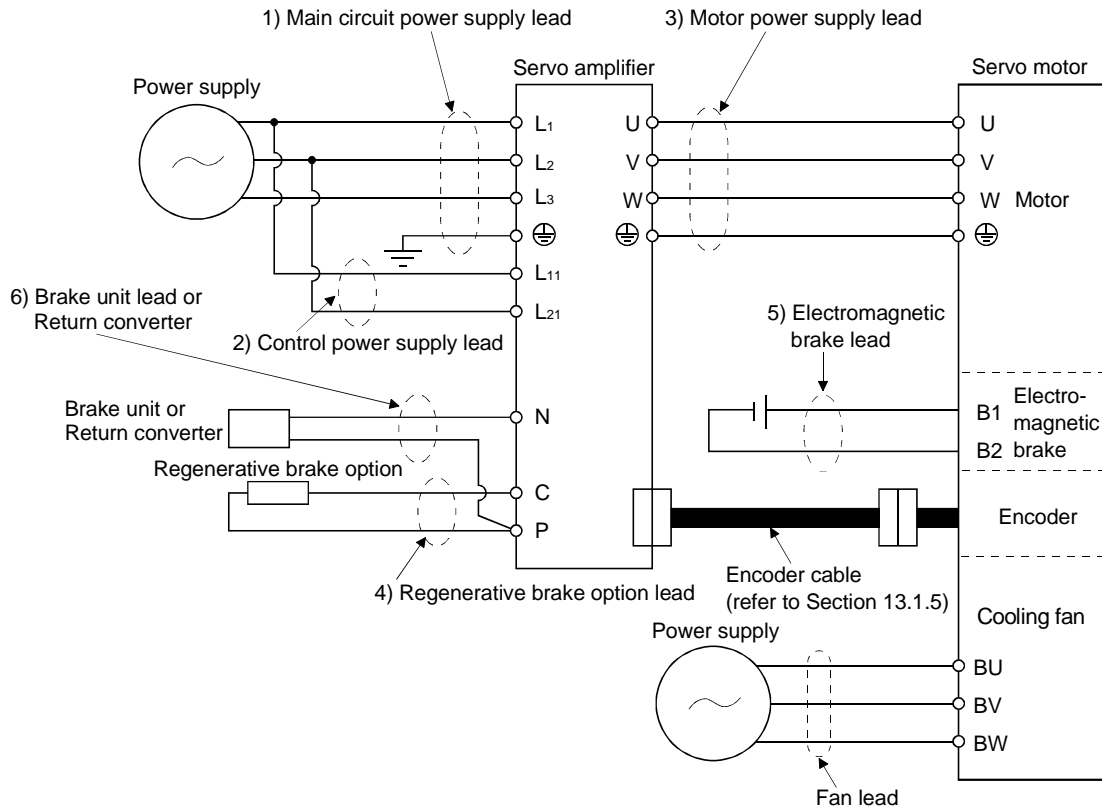 1) Main circuit power supply lead
3) Motor power supply lead
Servo amplifier
Servo motor
Power supply
L1
U
U
L2
V
V
L3
W
W
Motor
L11
6) Brake unit lead or
Return converter
L21
2) Control power supply lead
5) Electromagnetic
brake lead
Brake unit or
Return converter
N
B1
B2
Electro-
magnetic
brake
Regenerative brake option
C
P
Encoder
4) Regenerative brake option lead
Encoder cable
(refer to Section 13.1.5)
Cooling fan
Power supply
BU
BV
BW
Fan lead